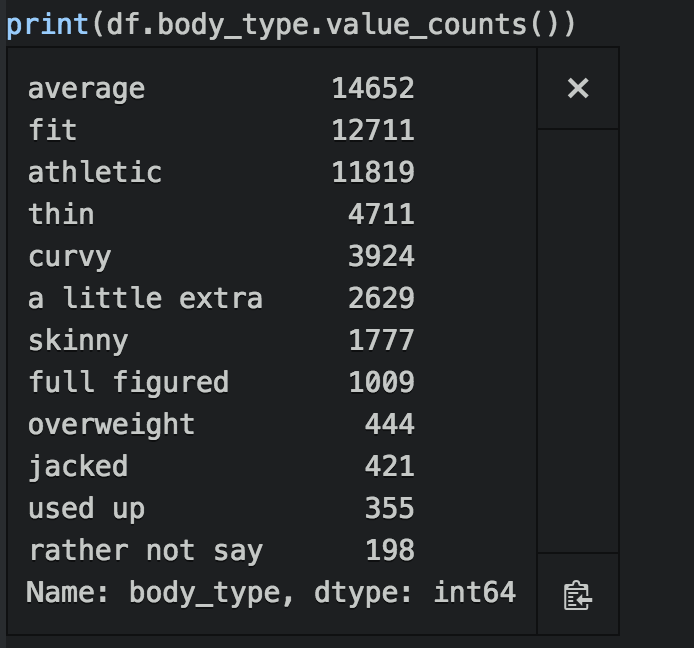 print(df.body_type.value_counts())
average 14652
fit 12711
athletic 11819
thin 4711
curvy 3924
a little extra 2629
skinny 1777
full figured 1009
overweight 444
jacked 421
used up 355
rather not say 198
Name: body_type, dtype: int64